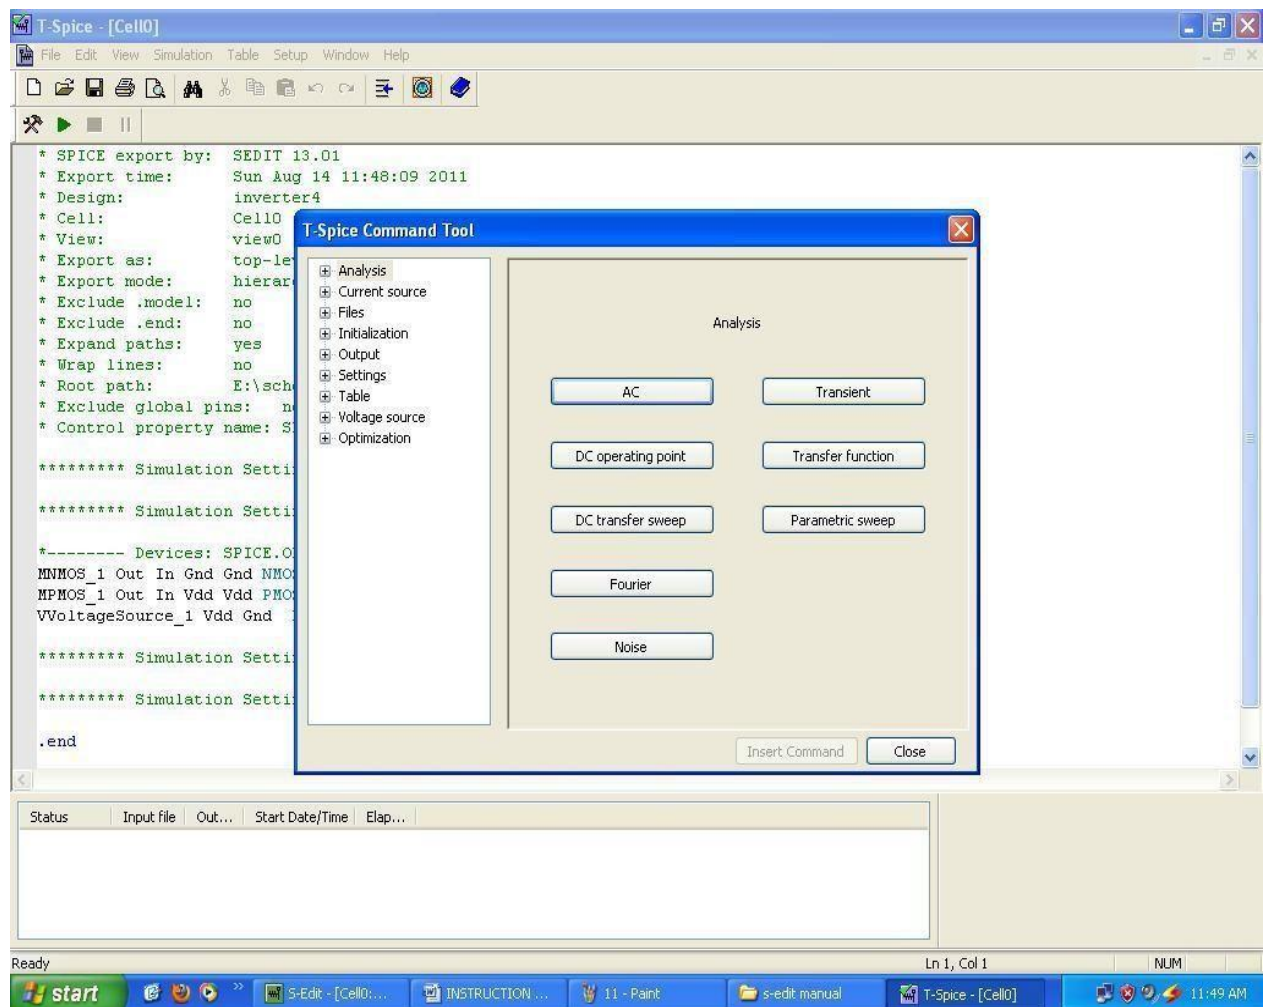 T-Spice - [Cell0]
File Edit View Simulation Table Setup Window Help
* SPICE export by: SEDIT 13.01
* Export time: Sun Aug 14 11:48:09 2011
* Design: inverter4
* Cell: Cell0
* View: view0
* Export as: top-le
* Export mode: hierar
* Exclude .model: no
* Exclude .end: no
* Expand paths: yes
* Wrap lines: no
* Root path: E:\sch
* Exclude global pins: n
* Control property name: S
********* Simulation Setti
********* Simulation Setti
*-------- Devices: SPICE.O
MNMOS_1 Out In Gnd Gnd NMO
MPMOS_1 Out In Vdd Vdd PMO
VVoltageSource_1 Vdd Gnd
********* Simulation Setti
********* Simulation Setti
.end
T-Spice Command Tool
Analysis
Current source
Files
Initialization
Output
Settings
Table
Voltage source
Optimization
Analysis
AC Transient
DC operating point Transfer function
DC transfer sweep Parametric sweep
Fourier
Noise
Insert Command Close
Status Input file Out... Start Date/Time Elap...
Ready Ln 1, Col 1 NUM
start S-Edit - [Cell0:... INSTRUCTION ... 11 - Paint s-edit manual T-Spice - [Cell0] 11:49 AM